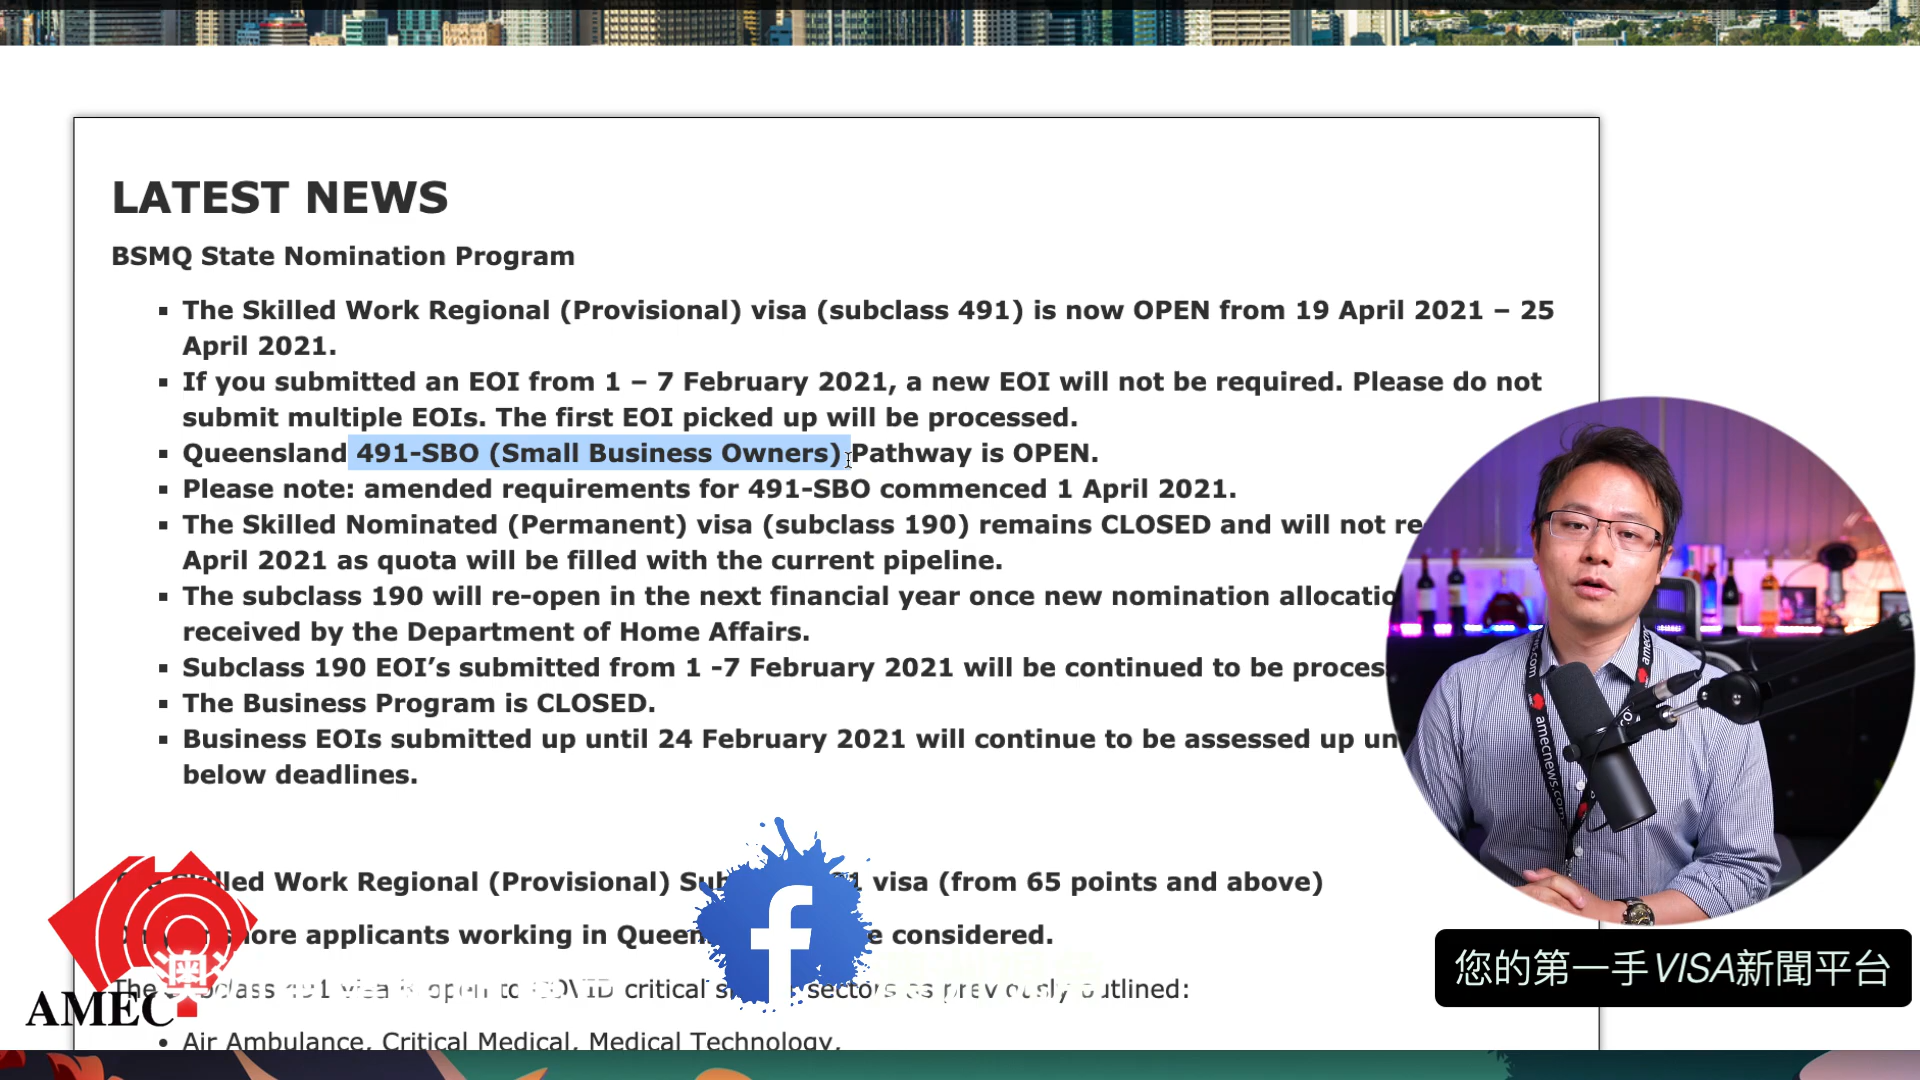 LATEST NEWS
BSMQ State Nomination Program
▪ The Skilled Work Regional (Provisional) visa (subclass 491) is now OPEN from 19 April 2021 – 25
April 2021.
▪ If you submitted an EOI from 1 – 7 February 2021, a new EOI will not be required. Please do not
submit multiple EOIs. The first EOI picked up will be processed.
▪ Queensland 491-SBO (Small Business Owners) Pathway is OPEN.
▪ Please note: amended requirements for 491-SBO commenced 1 April 2021.
▪ The Skilled Nominated (Permanent) visa (subclass 190) remains CLOSED and will not
April 2021 as quota will be filled with the current pipeline.
▪ The subclass 190 will re-open in the next financial year once new nomination
received by the Department of Home Affairs.
▪ Subclass 190 EOI’s submitted from 1 -7 February 2021 will be continued to be
▪ The Business Program is CLOSED.
▪ Business EOIs submitted up until 24 February 2021 will continue to be assessed up
below deadlines.
Work Regional (Provisional) visa (from 65 points and above)
applicants working in considered.
The critical outlined:
• Air Ambulance, Critical Medical, Medical Technology,
AMEC
澳
f
amecnews.com
您的第一手VISA新聞平台